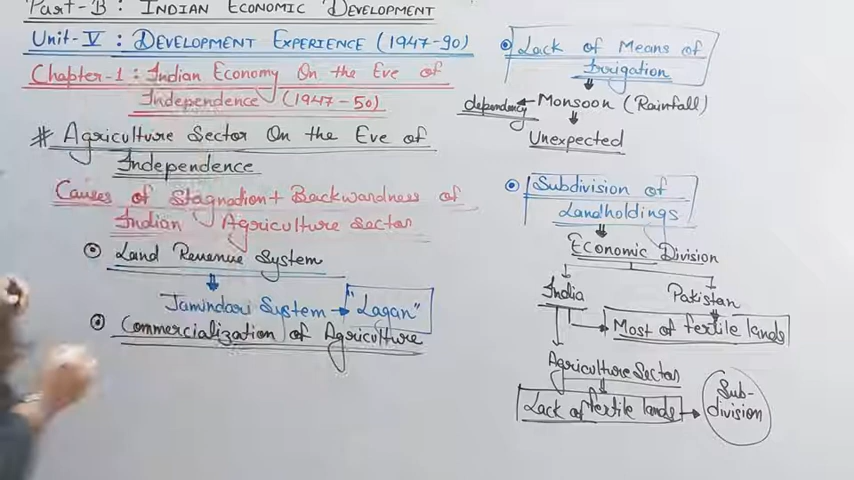 Part-B : INDIAN ECONOMIC DEVELOPMENT
Unit-V : DEVELOPMENT EXPERIENCE (1947-90)
Chapter-1 : Indian Economy On the Eve of
Independence (1947-50)
# Agriculture Sector On the Eve of
Independence
Causes of Stagnation + Backwardness of
Indian Agriculture Sector
Land Revenue System
Jamindari System → "Lagan"
Commercialization of Agriculture
Lack of Means of
Irrigation
dependency ← Monsoon (Rainfall)
Unexpected
Subdivision of
Landholdings
Economic Division
India
Pakistan
Most of fertile lands
Agriculture Sector
Lack of fertile lands → Sub-
division